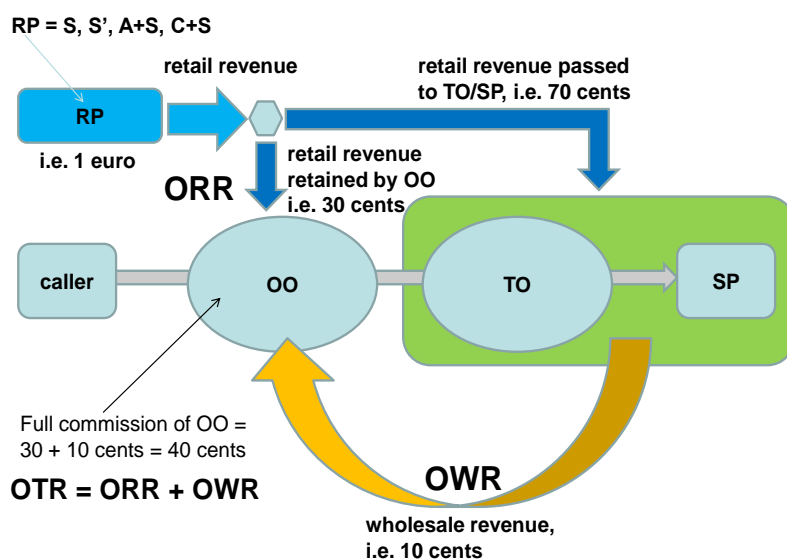 RP = S, S’, A+S, C+S
retail revenue
retail revenue passed
to TO/SP, i.e. 70 cents
RP
i.e. 1 euro
ORR
retail revenue
retained by OO
i.e. 30 cents
caller
OO
TO
SP
Full commission of OO =
30 + 10 cents = 40 cents
OTR = ORR + OWR
OWR
wholesale revenue,
i.e. 10 cents